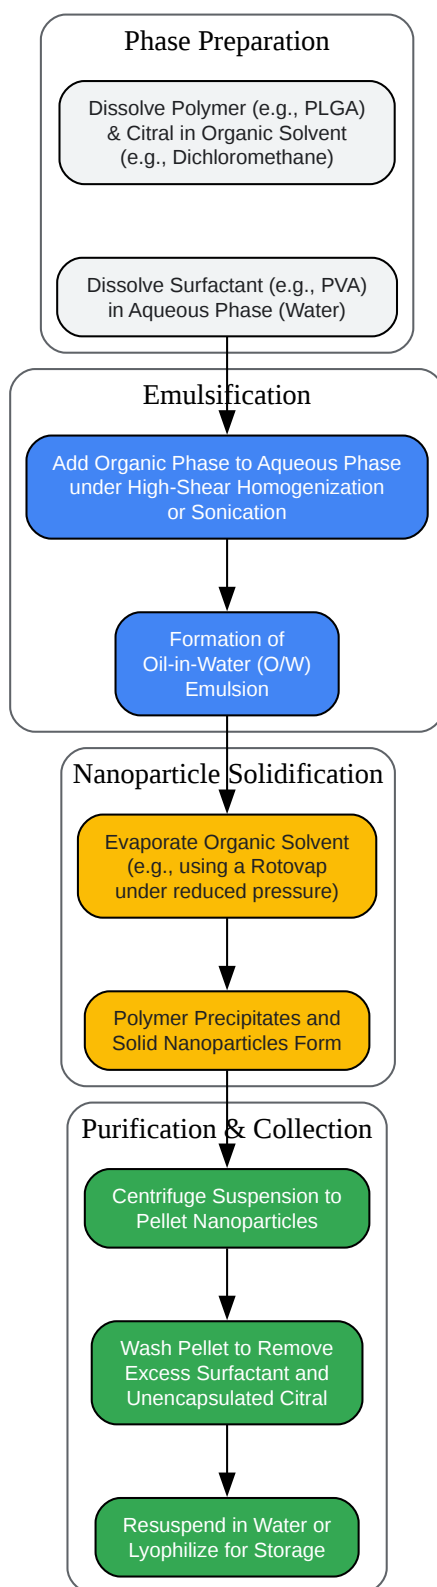 Phase Preparation
Dissolve Polymer (e.g., PLGA)
& Citral in Organic Solvent
(e.g., Dichloromethane)
Dissolve Surfactant (e.g., PVA)
in Aqueous Phase (Water)
Emulsification
Add Organic Phase to Aqueous Phase
under High-Shear Homogenization
or Sonication
Formation of
Oil-in-Water (O/W)
Emulsion
Nanoparticle Solidification
Evaporate Organic Solvent
(e.g., using a Rotovap
under reduced pressure)
Polymer Precipitates and
Solid Nanoparticles Form
Purification & Collection
Centrifuge Suspension to
Pellet Nanoparticles
Wash Pellet to Remove
Excess Surfactant and
Unencapsulated Citral
Resuspend in Water or
Lyophilize for Storage